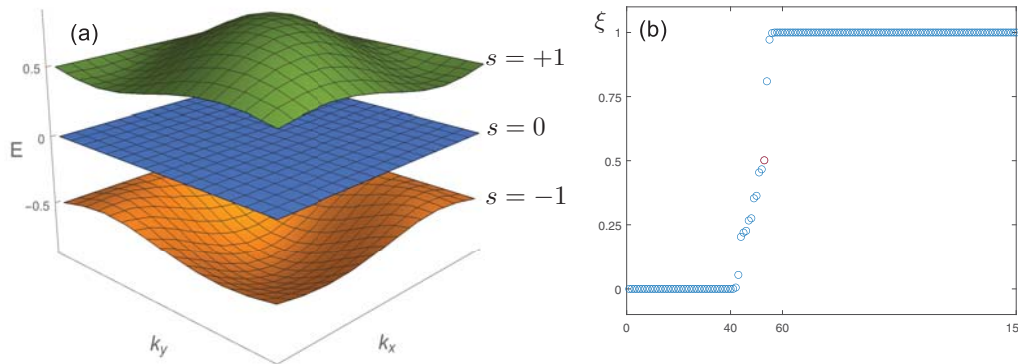 (a)
0.5
0
E
-0.5
s = +1
s = 0
s = −1
k_y
k_x
ξ
(b)
1
0.75
0.5
0.25
0
0
40
60
15